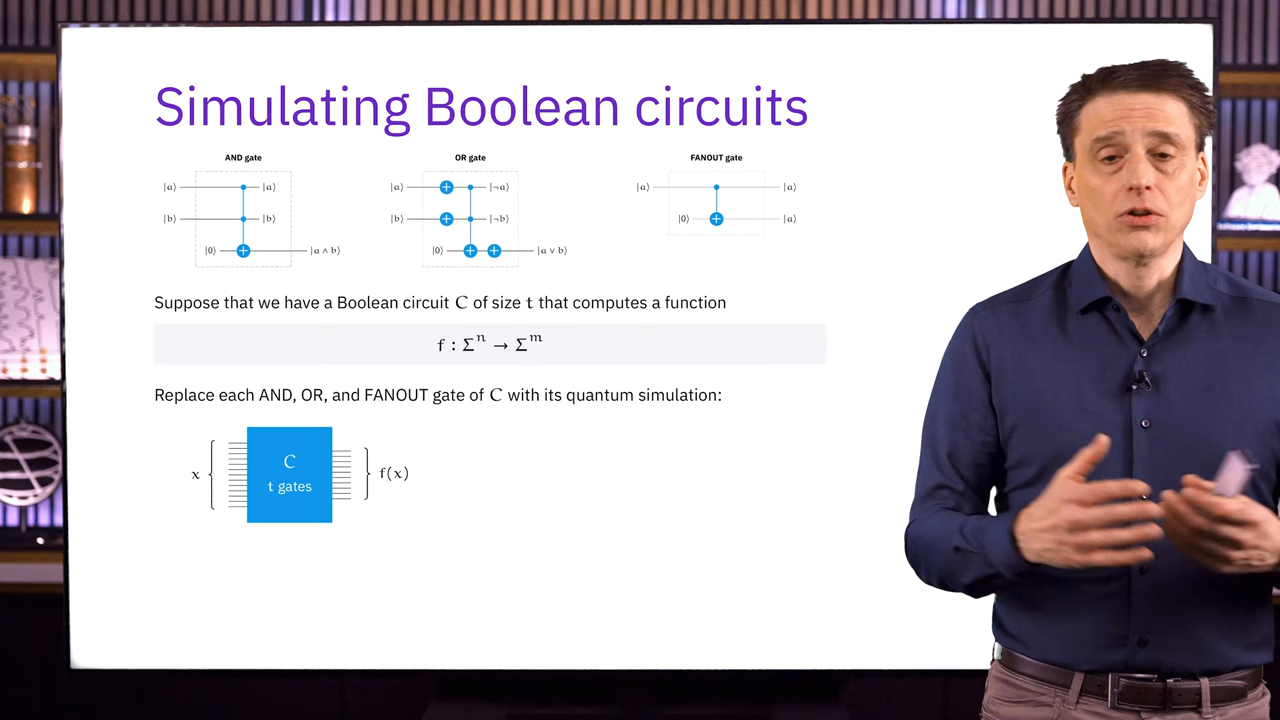 Simulating Boolean circuits
AND gate
|a⟩ |a⟩
|b⟩ |b⟩
|0⟩ |a ∧ b⟩
OR gate
|a⟩ |¬a⟩
|b⟩ |¬b⟩
|0⟩ |a ∨ b⟩
FANOUT gate
|a⟩ |a⟩
|0⟩ |a⟩
Suppose that we have a Boolean circuit C of size t that computes a function
f : Σⁿ → Σᵐ
Replace each AND, OR, and FANOUT gate of C with its quantum simulation:
x
C
t gates
f(x)